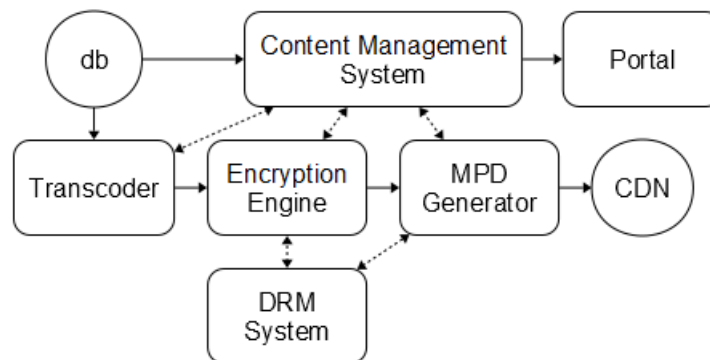 db
Content Management
System
Portal
Transcoder
Encryption
Engine
MPD
Generator
CDN
DRM
System